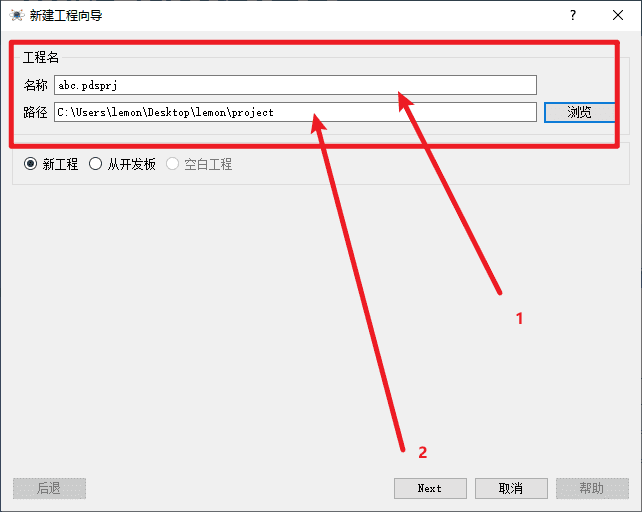 新建工程向导
工程名
名称 abc.pdsprj
路径 C:\Users\lemon\Desktop\lemon\project 浏览
新工程 从开发板 空白工程
1
2
后退 Next 取消 帮助